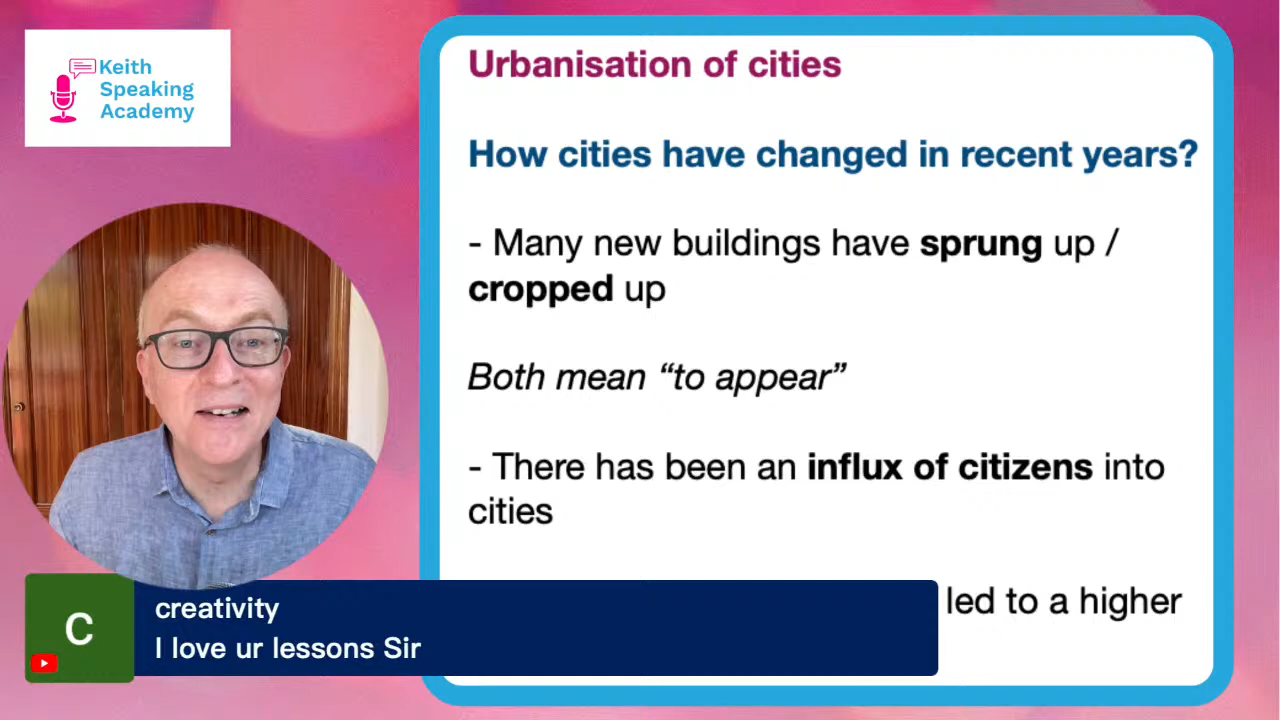 Keith
Speaking
Academy
Urbanisation of cities
How cities have changed in recent years?
- Many new buildings have sprung up /
cropped up
Both mean “to appear”
- There has been an influx of citizens into
cities
led to a higher
C
creativity
I love ur lessons Sir